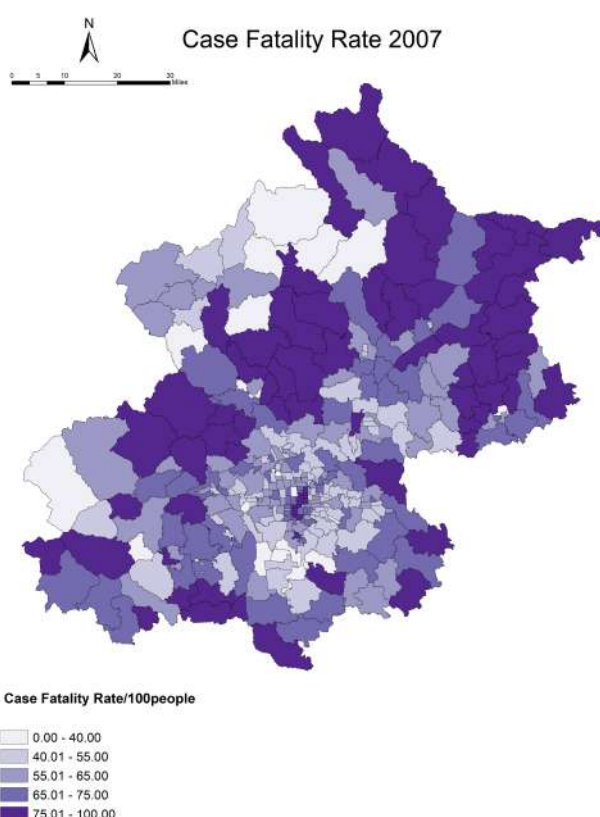 N
Case Fatality Rate 2007
0 5 10 20 30
Miles
Case Fatality Rate/100people
0.00 - 40.00
40.01 - 55.00
55.01 - 65.00
65.01 - 75.00
75.01 - 100.00